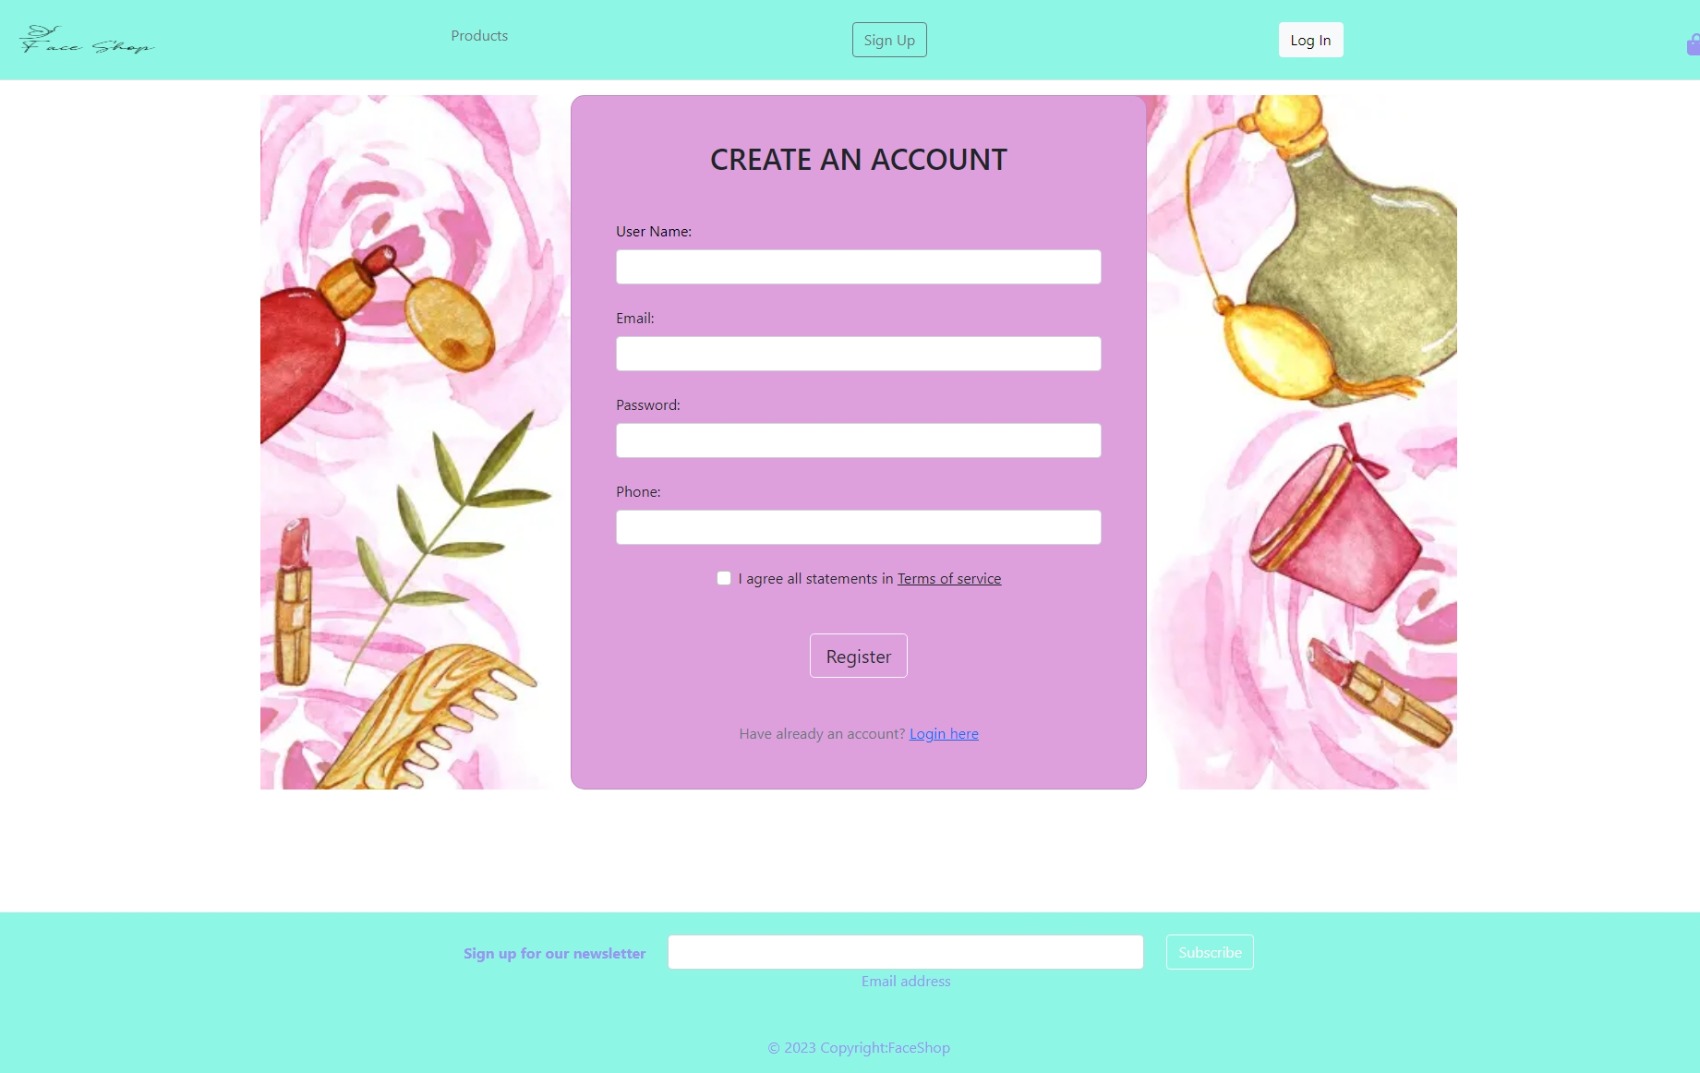 Face Shop
Products
Sign Up
Log In
CREATE AN ACCOUNT
User Name:
Email:
Password:
Phone:
I agree all statements in Terms of service
Register
Have already an account? Login here
Sign up for our newsletter
Subscribe
Email address
© 2023 Copyright:FaceShop